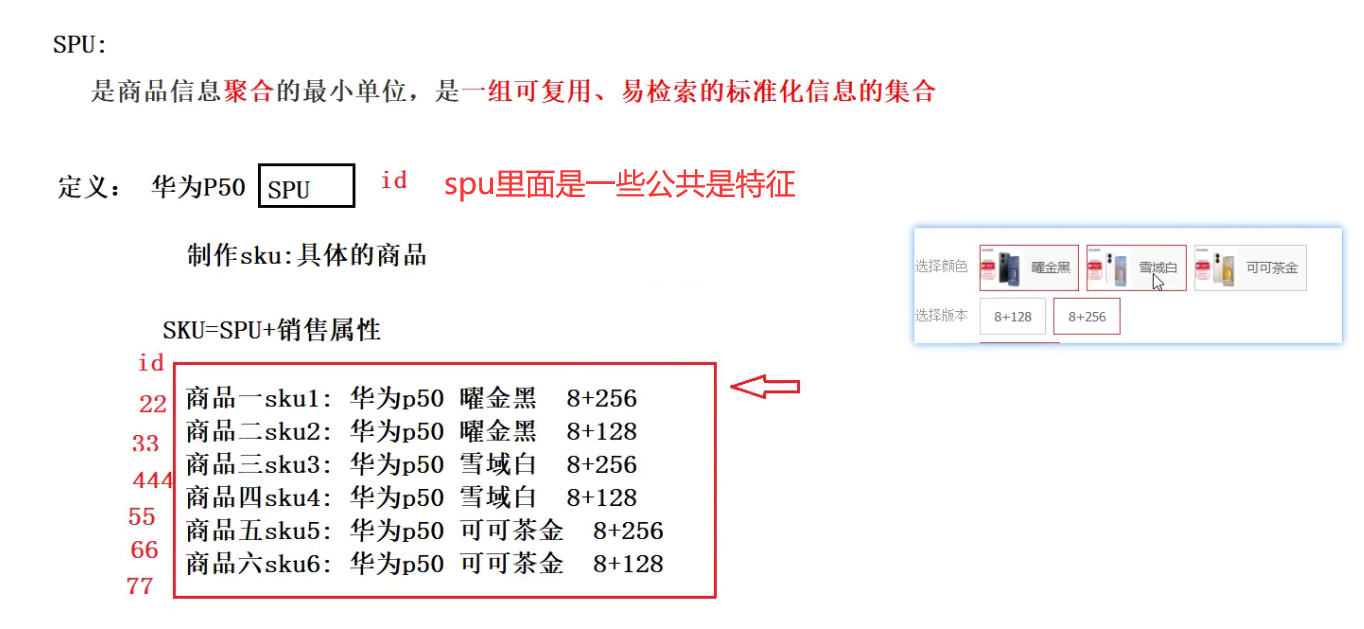 SPU:
是商品信息聚合的最小单位，是一组可复用、易检索的标准化信息的集合
定义： 华为P50 SPU id spu里面是一些公共是特征
制作sku:具体的商品
选择颜色 曜金黑 雪域白 可可茶金
选择版本 8+128 8+256
SKU=SPU+销售属性
id
22 商品一sku1: 华为p50 曜金黑 8+256
33 商品二sku2: 华为p50 曜金黑 8+128
444 商品三sku3: 华为p50 雪域白 8+256
55 商品四sku4: 华为p50 雪域白 8+128
66 商品五sku5: 华为p50 可可茶金 8+256
77 商品六sku6: 华为p50 可可茶金 8+128